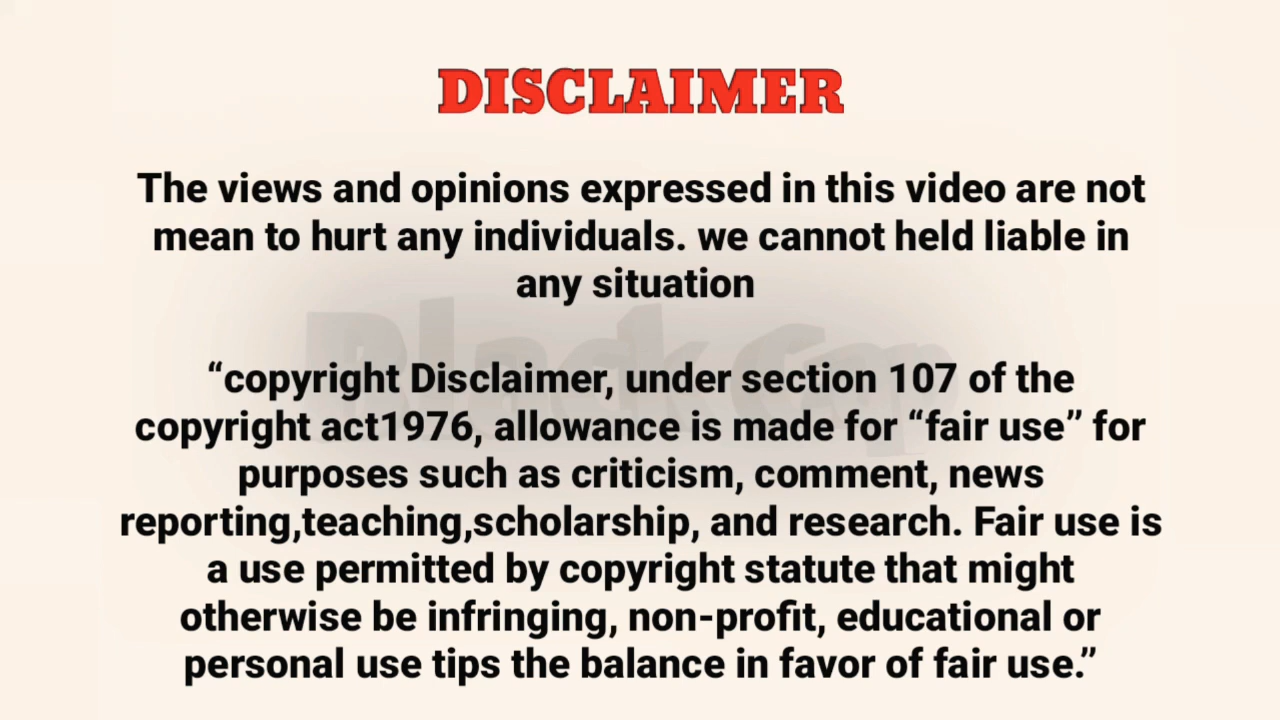 DISCLAIMER
The views and opinions expressed in this video are not
mean to hurt any individuals. we cannot held liable in
any situation
Black Cap
“copyright Disclaimer, under section 107 of the
copyright act1976, allowance is made for “fair use” for
purposes such as criticism, comment, news
reporting,teaching,scholarship, and research. Fair use is
a use permitted by copyright statute that might
otherwise be infringing, non-profit, educational or
personal use tips the balance in favor of fair use.”